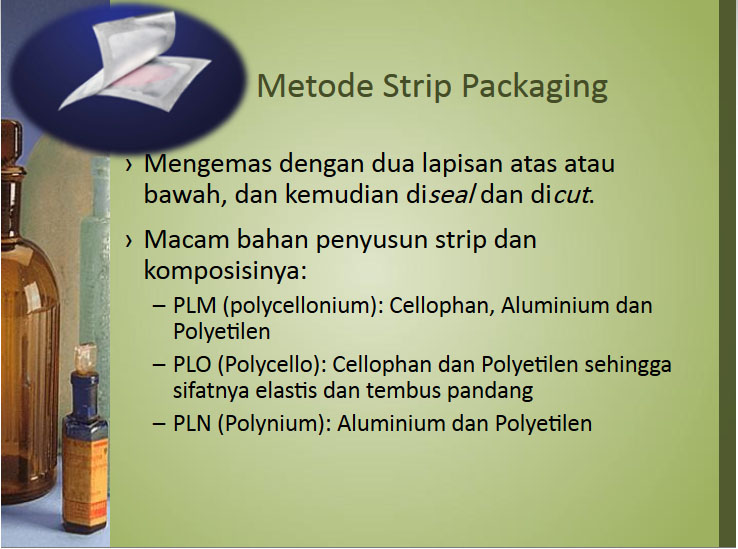 Metode Strip Packaging
› Mengemas dengan dua lapisan atas atau
bawah, dan kemudian diseal dan dicut.
› Macam bahan penyusun strip dan
komposisinya:
– PLM (polycellonium): Cellophan, Aluminium dan
Polyetilen
– PLO (Polycello): Cellophan dan Polyetilen sehingga
sifatnya elastis dan tembus pandang
– PLN (Polynium): Aluminium dan Polyetilen